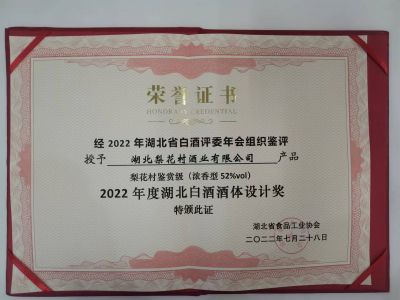 荣誉证书
HONORARY CREDENTIAL
经 2022 年湖北省白酒评委年会组织鉴评
授予 湖北梨花村酒业有限公司 产品
梨花村鉴赏级（浓香型 52%vol）
2022 年度湖北白酒酒体设计奖
特颁此证
湖北省食品工业协会
二〇二二年七月二十八日